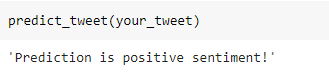 predict_tweet(your_tweet)
'Prediction is positive sentiment!'